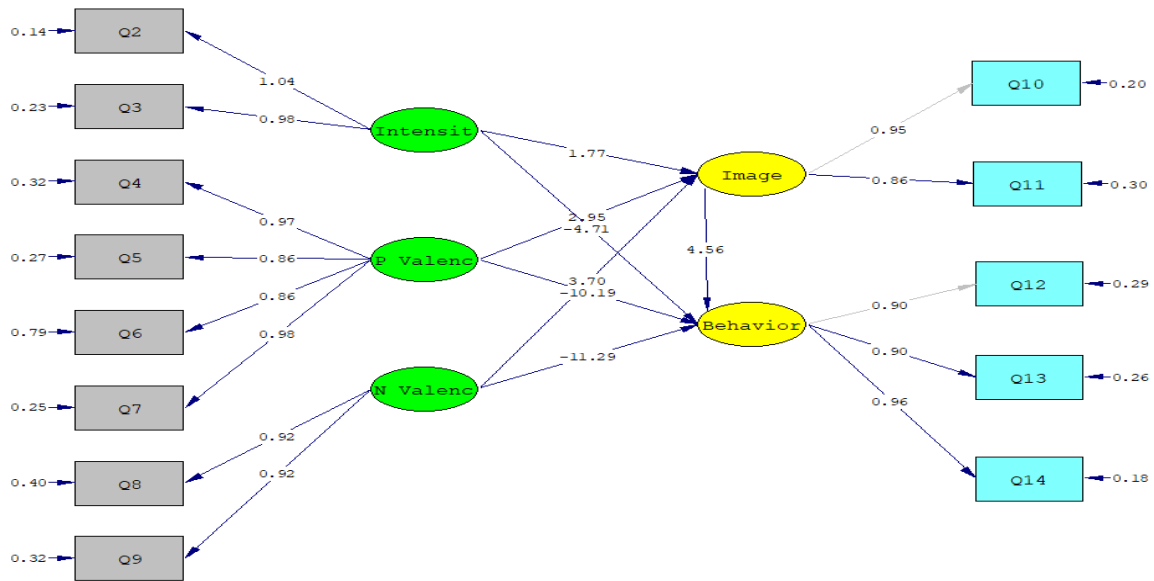 0.14 Q2
1.04
0.23 Q3
0.98
0.32 Q4
0.97
0.27 Q5
0.86
0.79 Q6
0.86
0.25 Q7
0.98
0.40 Q8
0.92
0.32 Q9
0.92
Intensit
P Valenc
N Valenc
1.77
2.95
-4.71
3.70
-10.19
-11.29
Image
4.56
Behavior
0.95
Q10 0.20
0.86
Q11 0.30
0.90
Q12 0.29
0.90
Q13 0.26
0.96
Q14 0.18